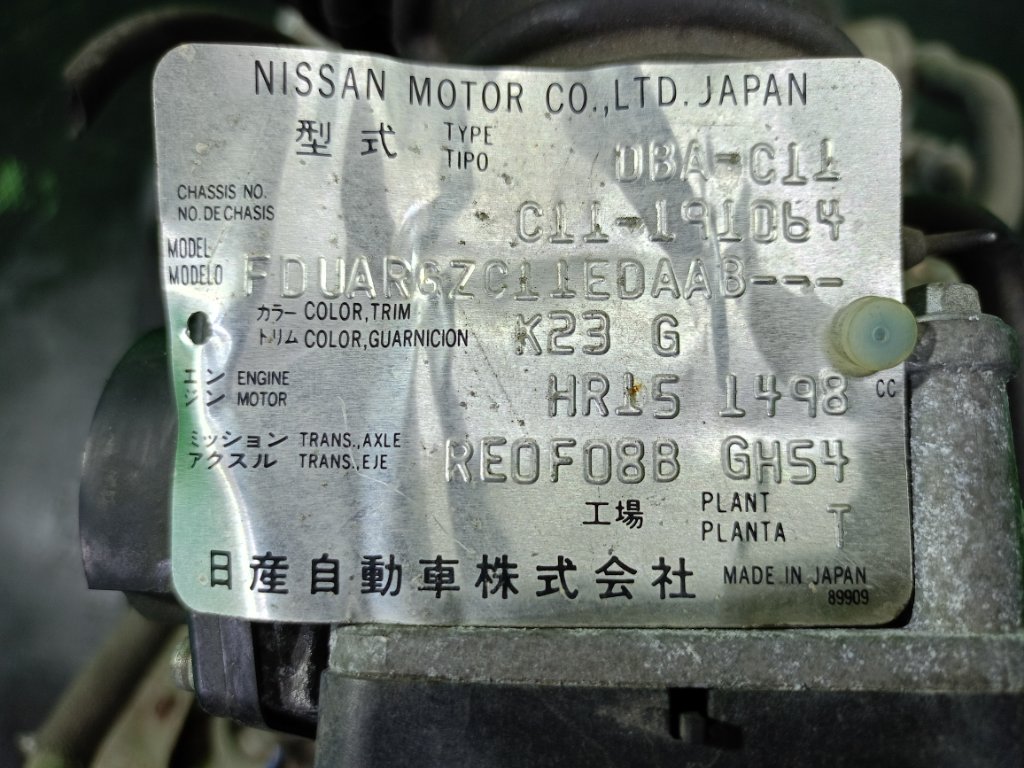 NISSAN MOTOR CO.,LTD. JAPAN
型式 TYPE TIPO DBA-C11
CHASSIS NO. NO. DE CHASIS C11-191064
MODEL MODELO FDUARGZC11EDAAB---
カラー COLOR,TRIM
トリム COLOR,GUARNICION K23 G
エン ENGINE
ジン MOTOR HR15 1498 CC
ミッション TRANS.,AXLE
アクスル TRANS.,EJE RE0F08B GH54
工場 PLANT PLANTA T
日産自動車株式会社 MADE IN JAPAN
89909